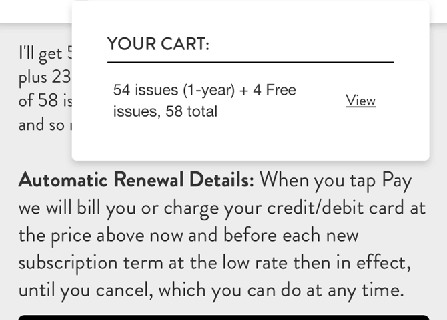 YOUR CART:
54 issues (1-year) + 4 Free
issues, 58 total
View
I'll get
plus 23
of 58
and so
Automatic Renewal Details: When you tap Pay
we will bill you or charge your credit/debit card at
the price above now and before each new
subscription term at the low rate then in effect,
until you cancel, which you can do at any time.